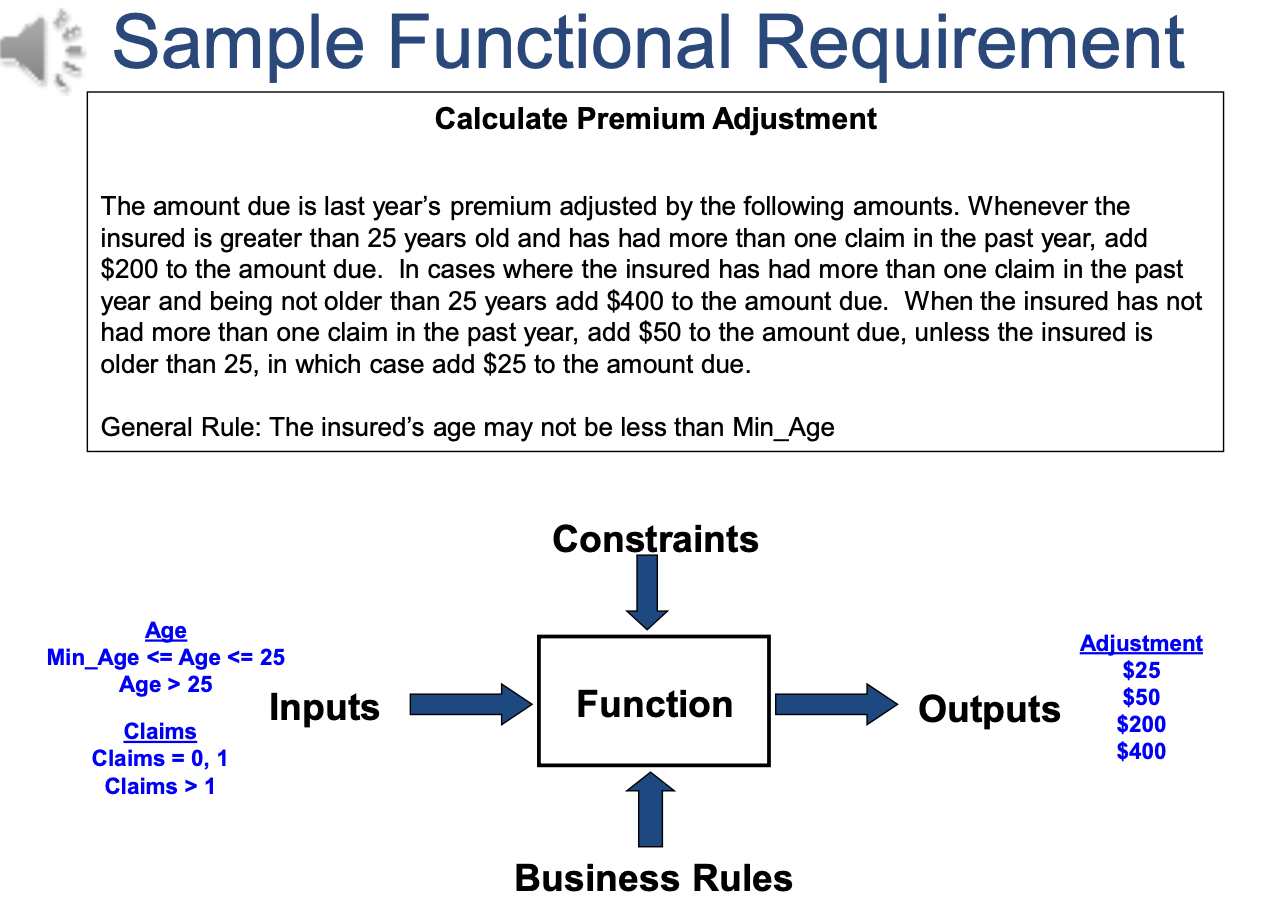 Sample Functional Requirement
Calculate Premium Adjustment
The amount due is last year’s premium adjusted by the following amounts. Whenever the
insured is greater than 25 years old and has had more than one claim in the past year, add
$200 to the amount due.  In cases where the insured has had more than one claim in the past
year and being not older than 25 years add $400 to the amount due.  When the insured has not
had more than one claim in the past year, add $50 to the amount due, unless the insured is
older than 25, in which case add $25 to the amount due.
General Rule: The insured’s age may not be less than Min_Age
Constraints
Age
Min_Age <= Age <= 25
Age > 25
Claims
Claims = 0, 1
Claims > 1
Inputs
Function
Outputs
Adjustment
$25
$50
$200
$400
Business Rules